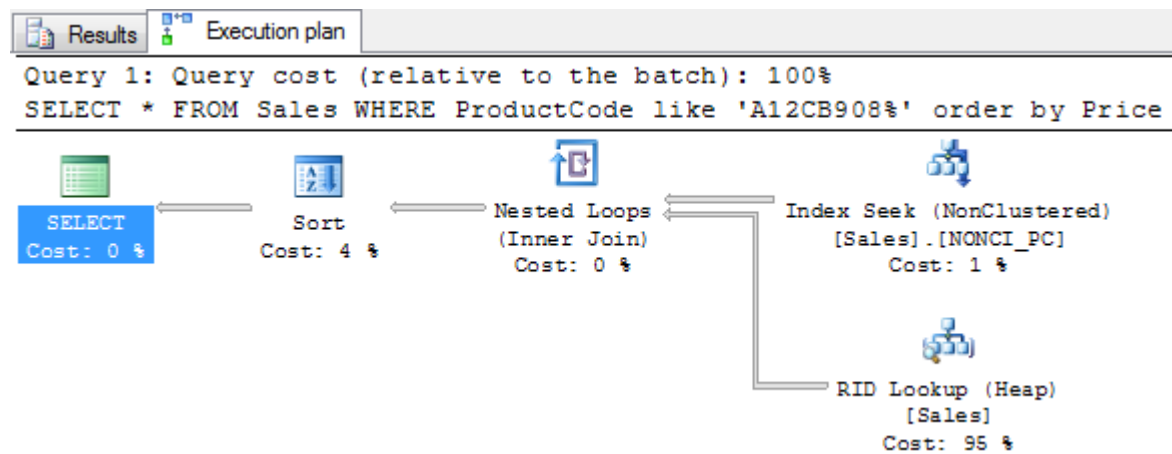 Results
Execution plan
Query 1: Query cost (relative to the batch): 100%
SELECT * FROM Sales WHERE ProductCode like 'A12CB908%' order by Price
SELECT
Cost: 0 %
Sort
Cost: 4 %
Nested Loops
(Inner Join)
Cost: 0 %
Index Seek (NonClustered)
[Sales].[NONCI_PC]
Cost: 1 %
RID Lookup (Heap)
[Sales]
Cost: 95 %